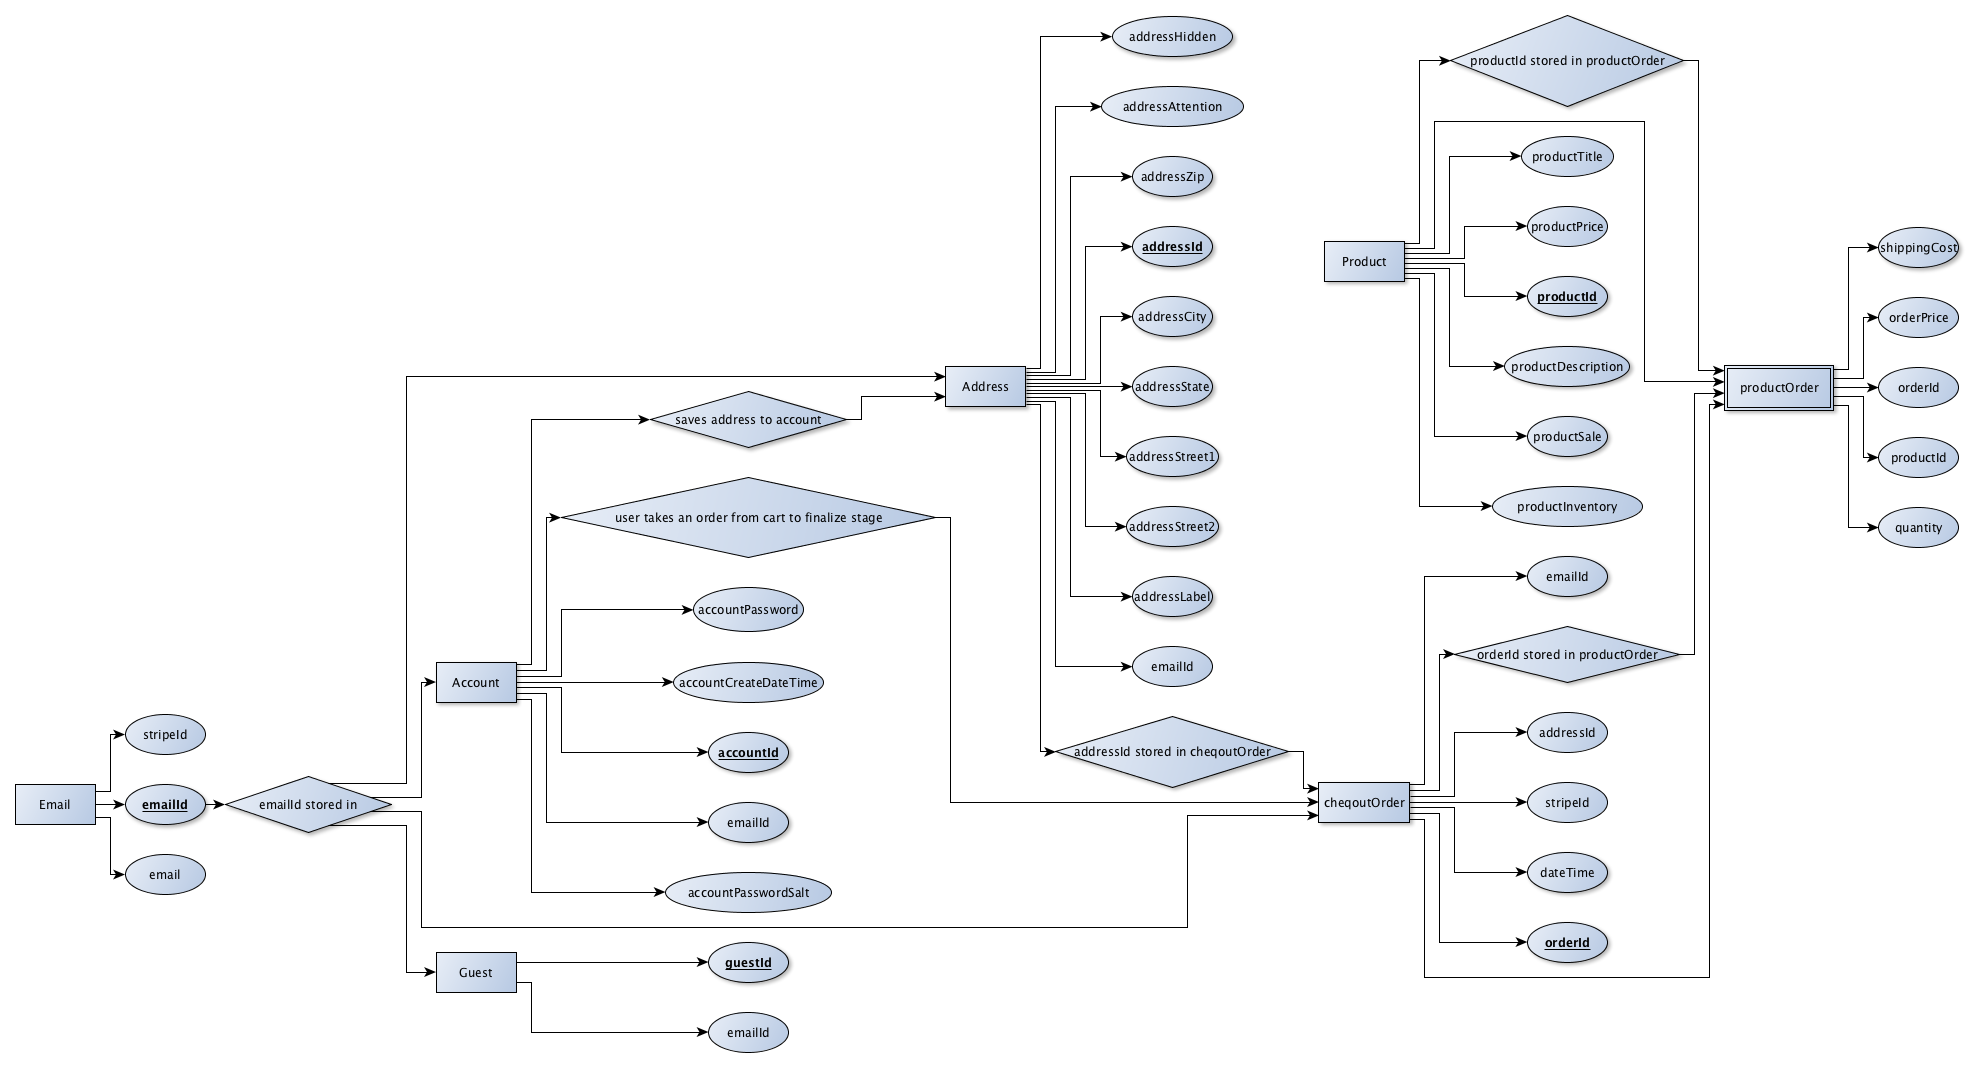 addressHidden
addressAttention
addressZip
addressId
addressCity
addressState
addressStreet1
addressStreet2
addressLabel
emailId
Address
saves address to account
user takes an order from cart to finalize stage
accountPassword
accountCreateDateTime
accountId
emailId
accountPasswordSalt
Account
stripeId
Email
emailId
email
emailId stored in
Guest
guestId
emailId
addressId stored in cheqoutOrder
productId stored in productOrder
productTitle
productPrice
Product
productId
productDescription
productSale
productInventory
emailId
orderId stored in productOrder
addressId
cheqoutOrder
stripeId
dateTime
orderId
productOrder
shippingCost
orderPrice
orderId
productId
quantity